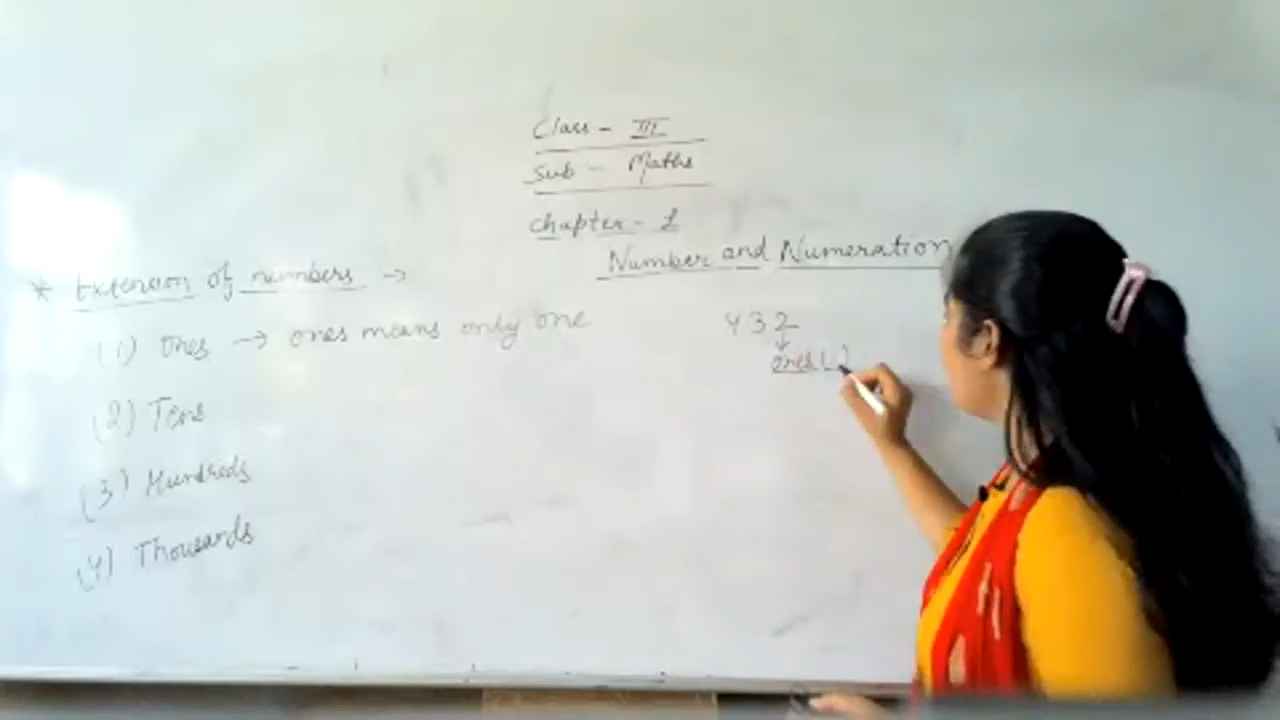 Class - III
Sub - Maths
Chapter - 1
Number and Numeration
* Extension of numbers →
(1) Ones → ones means only one
(2) Tens
(3) Hundreds
(4) Thousands
432
ones